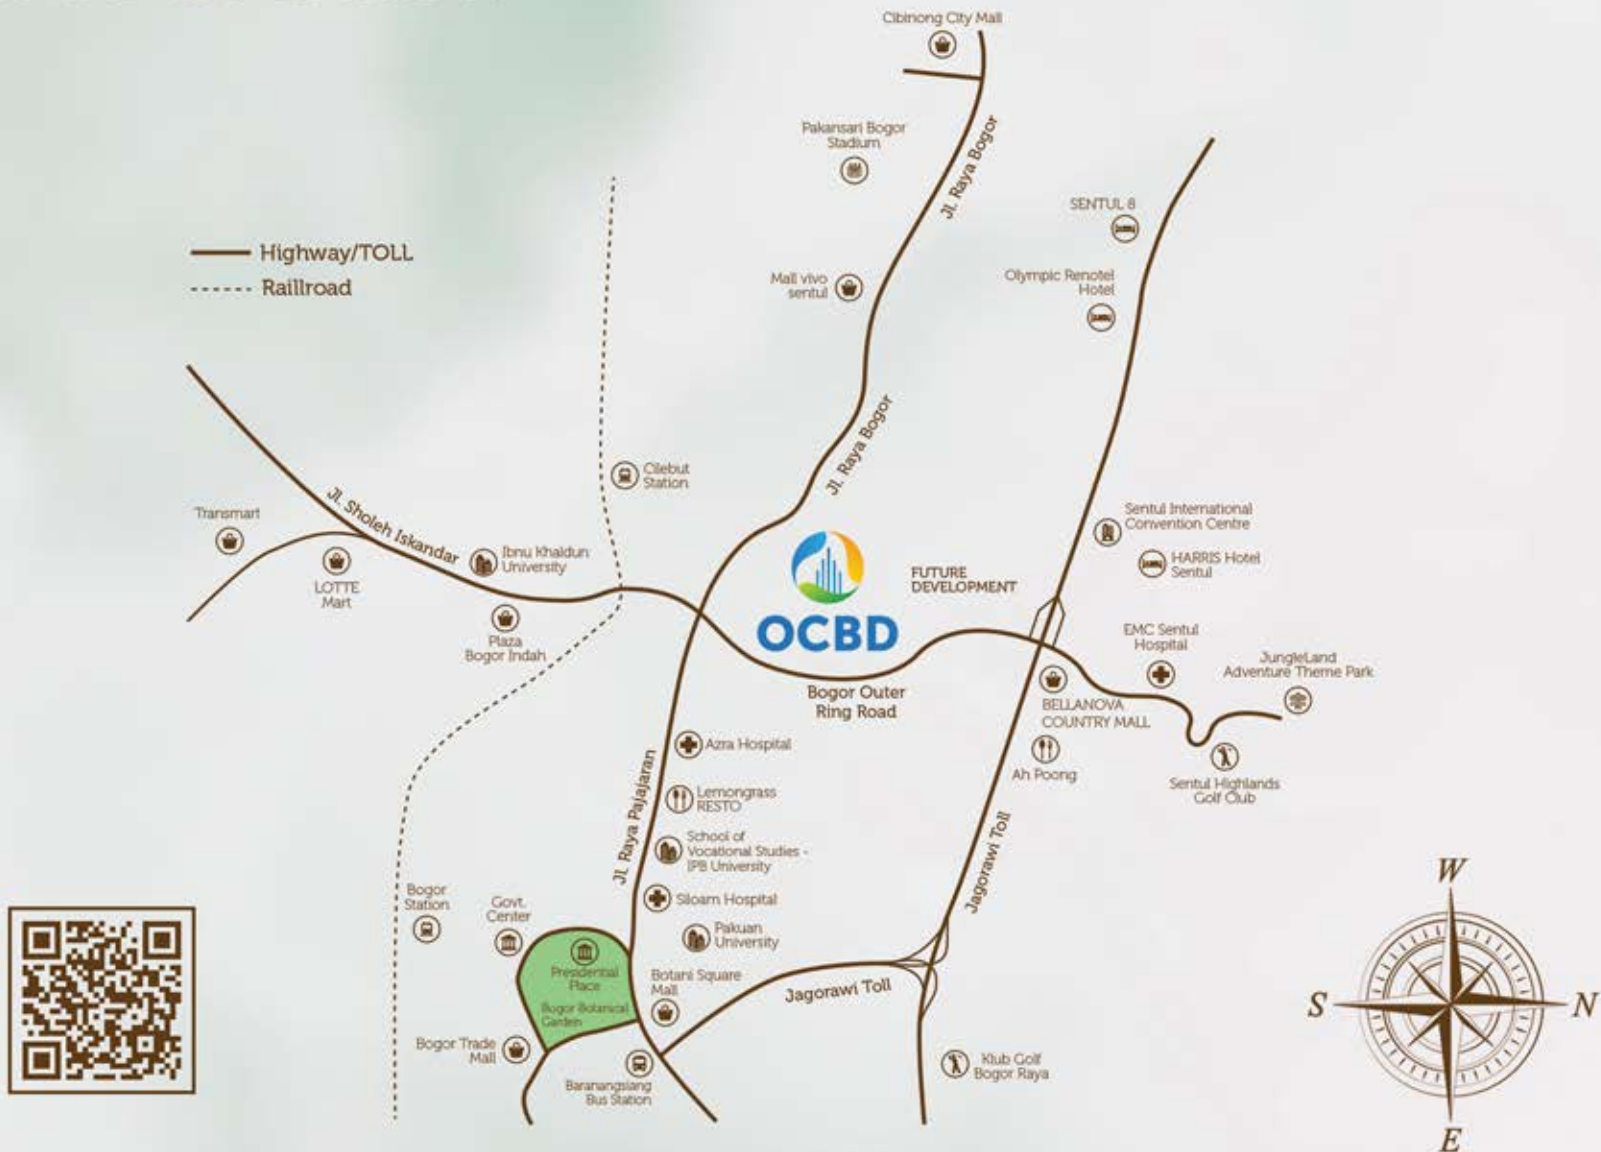 Cibinong City Mall
Pakansari Bogor
Stadium
Jl. Raya Bogor
SENTUL 8
Highway/TOLL
Raillroad
Mall vivo
sentul
Olympic Renotel
Hotel
Jl. Raya Bogor
Cilebut
Station
Transmart
Jl. Sholeh Iskandar
LOTTE
Mart
Ibnu Khaldun
University
Plaza
Bogor Indah
OCBD
FUTURE
DEVELOPMENT
Sentul International
Convention Centre
HARRIS Hotel
Sentul
EMC Sentul
Hospital
JungleLand
Adventure Theme Park
Bogor Outer
Ring Road
BELLANOVA
COUNTRY MALL
Ah Poong
Sentul Highlands
Golf Club
Azra Hospital
Lemongrass
RESTO
Jl. Raya Pajajaran
School of
Vocational Studies -
IPB University
Siloam Hospital
Pakuan
University
Jagorawi Toll
Bogor
Station
Govt.
Center
Presidential
Place
Bogor Botanical
Garden
Botani Square
Mall
Jagorawi Toll
Bogor Trade
Mall
Baranangsiang
Bus Station
Klub Golf
Bogor Raya
W
S
N
E